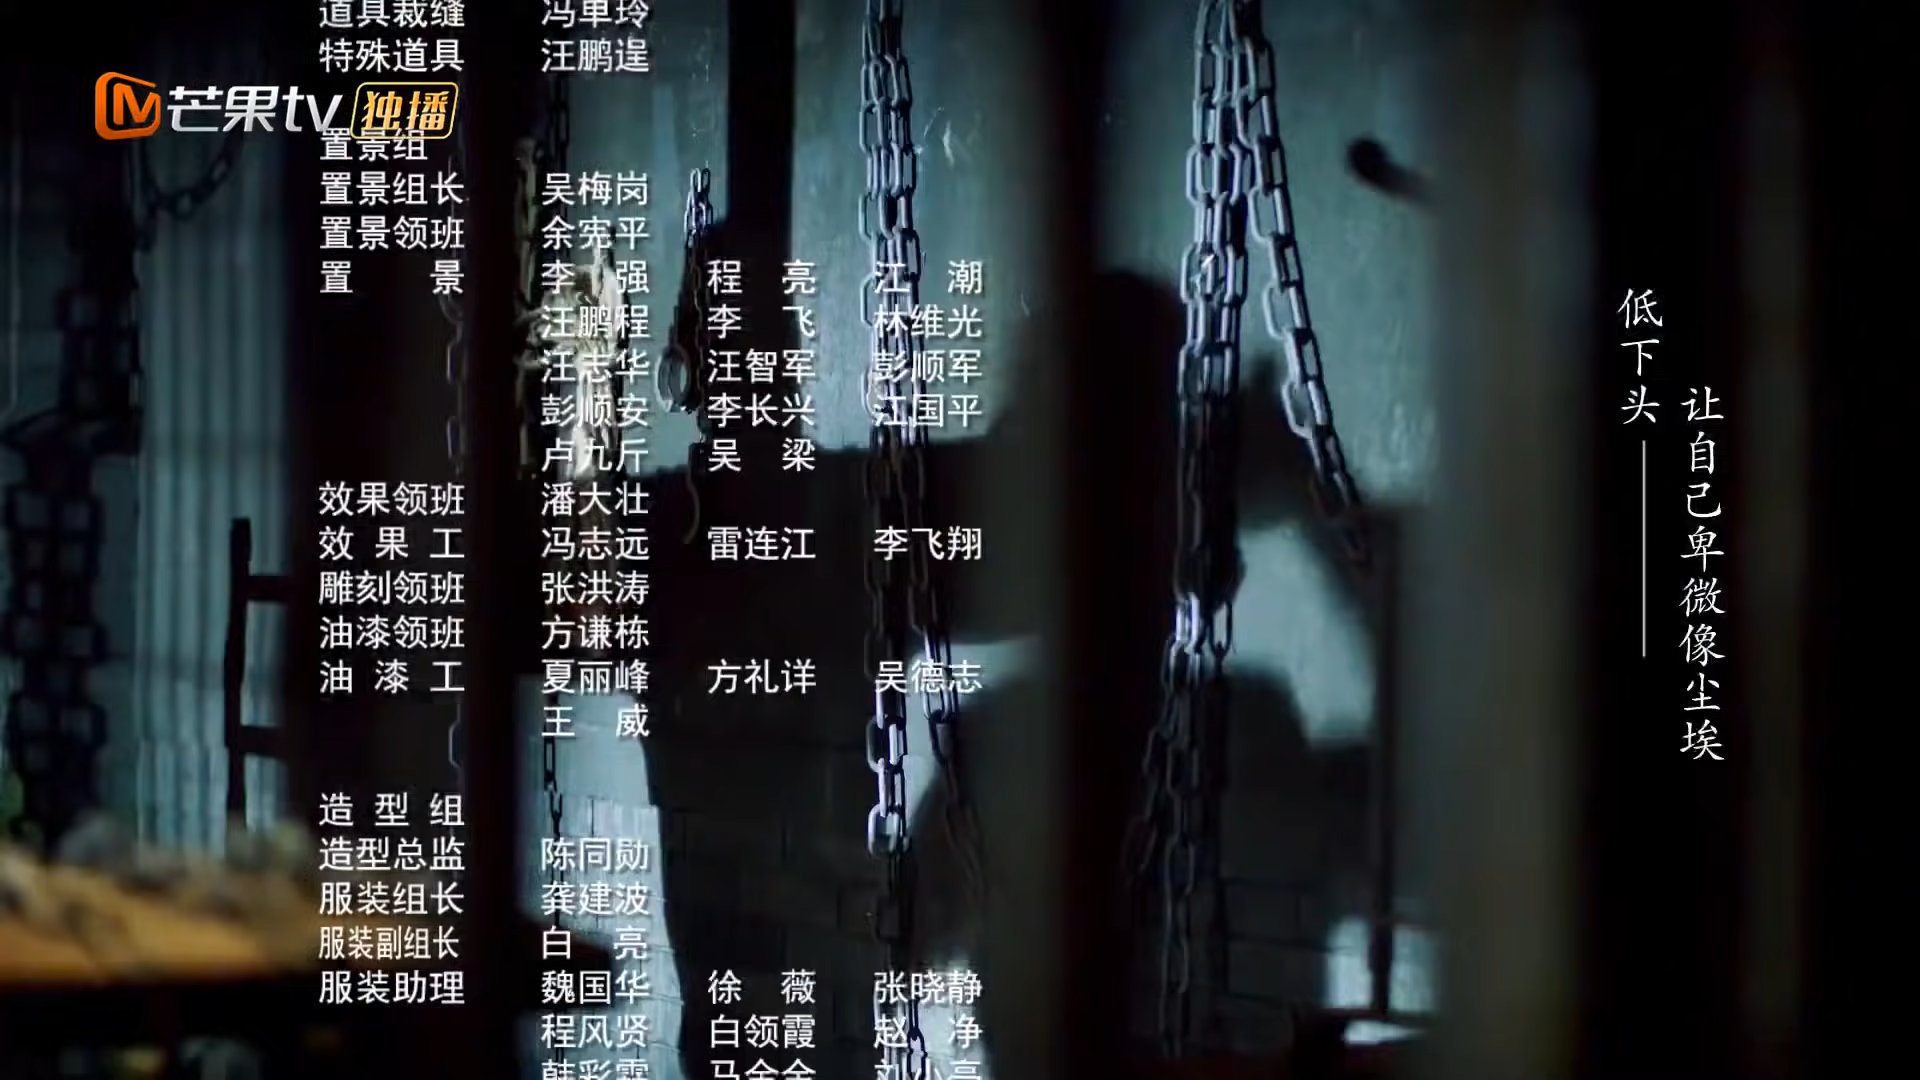 道具裁缝 冯单玲
特殊道具 汪鹏逞
芒果tv 独播
置景组
置景组长 吴梅岗
置景领班 余宪平
置景 李强 程亮 江潮
汪鹏程 李飞 林维光
汪志华 汪智军 彭顺军
彭顺安 李长兴 江国平
卢九斤 吴梁
效果领班 潘大壮
效果工 冯志远 雷连江 李飞翔
雕刻领班 张洪涛
油漆领班 方谦栋
油漆工 夏丽峰 方礼详 吴德志
王威
造型组
造型总监 陈同勋
服装组长 龚建波
服装副组长 白亮
服装助理 魏国华 徐薇 张晓静
程风贤 白领霞 赵净
韩彩霞 马金金 刘小亮
低下头
让自己卑微像尘埃